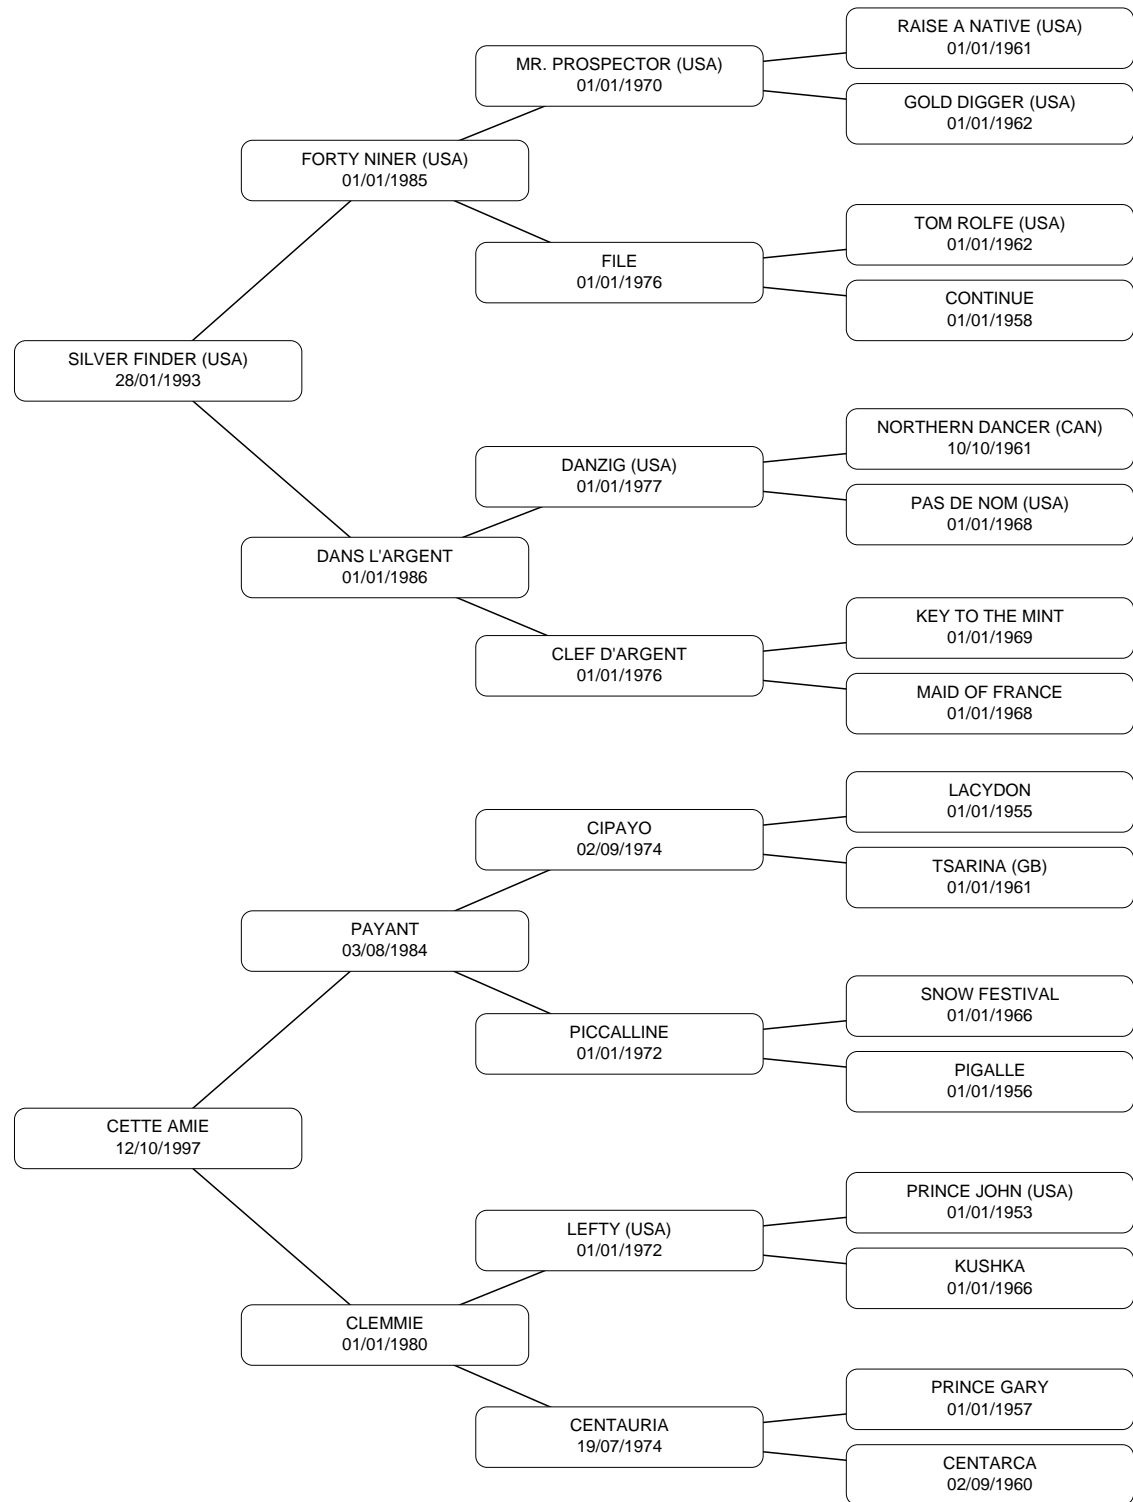 RAISE A NATIVE (USA)
01/01/1961
MR. PROSPECTOR (USA)
01/01/1970
GOLD DIGGER (USA)
01/01/1962
FORTY NINER (USA)
01/01/1985
TOM ROLFE (USA)
01/01/1962
FILE
01/01/1976
CONTINUE
01/01/1958
SILVER FINDER (USA)
28/01/1993
NORTHERN DANCER (CAN)
10/10/1961
DANZIG (USA)
01/01/1977
PAS DE NOM (USA)
01/01/1968
DANS L'ARGENT
01/01/1986
KEY TO THE MINT
01/01/1969
CLEF D'ARGENT
01/01/1976
MAID OF FRANCE
01/01/1968
LACYDON
01/01/1955
CIPAYO
02/09/1974
TSARINA (GB)
01/01/1961
PAYANT
03/08/1984
SNOW FESTIVAL
01/01/1966
PICCALLINE
01/01/1972
PIGALLE
01/01/1956
CETTE AMIE
12/10/1997
PRINCE JOHN (USA)
01/01/1953
LEFTY (USA)
01/01/1972
KUSHKA
01/01/1966
CLEMMIE
01/01/1980
PRINCE GARY
01/01/1957
CENTAURIA
19/07/1974
CENTARCA
02/09/1960